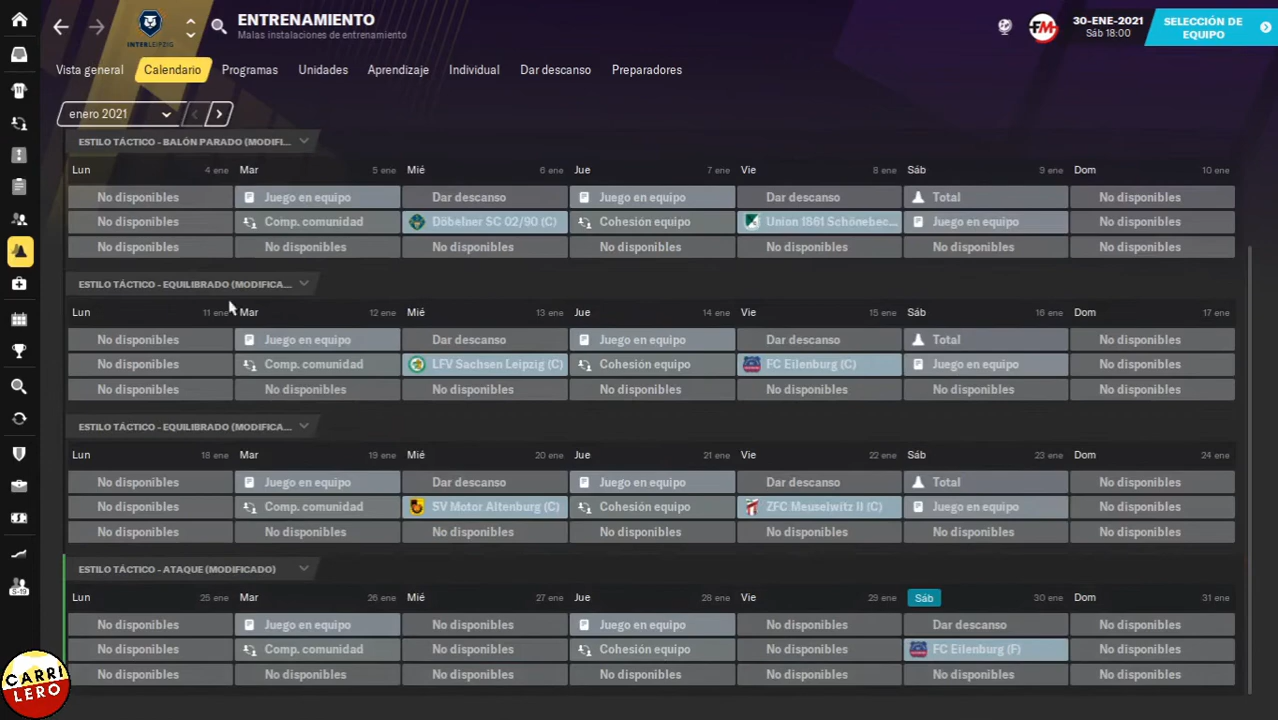 INTERLEIPZIG
ENTRENAMIENTO
Malas instalaciones de entrenamiento
FM
30-ENE-2021
Sáb 18:00
SELECCIÓN DE
EQUIPO
Vista general Calendario Programas Unidades Aprendizaje Individual Dar descanso Preparadores
enero 2021
ESTILO TÁCTICO - BALÓN PARADO (MODIFI...
Lun 4 ene Mar 5 ene Mié 6 ene Jue 7 ene Vie 8 ene Sáb 9 ene Dom 10 ene
No disponibles Juego en equipo Dar descanso Juego en equipo Dar descanso Total No disponibles
No disponibles Comp. comunidad Döbelner SC 02/90 (C) Cohesión equipo Union 1861 Schönebec... Juego en equipo No disponibles
No disponibles No disponibles No disponibles No disponibles No disponibles No disponibles No disponibles
ESTILO TÁCTICO - EQUILIBRADO (MODIFICA...
Lun 11 ene Mar 12 ene Mié 13 ene Jue 14 ene Vie 15 ene Sáb 16 ene Dom 17 ene
No disponibles Juego en equipo Dar descanso Juego en equipo Dar descanso Total No disponibles
No disponibles Comp. comunidad LFV Sachsen Leipzig (C) Cohesión equipo FC Eilenburg (C) Juego en equipo No disponibles
No disponibles No disponibles No disponibles No disponibles No disponibles No disponibles No disponibles
ESTILO TÁCTICO - EQUILIBRADO (MODIFICA...
Lun 18 ene Mar 19 ene Mié 20 ene Jue 21 ene Vie 22 ene Sáb 23 ene Dom 24 ene
No disponibles Juego en equipo Dar descanso Juego en equipo Dar descanso Total No disponibles
No disponibles Comp. comunidad SV Motor Altenburg (C) Cohesión equipo ZFC Meuselwitz II (C) Juego en equipo No disponibles
No disponibles No disponibles No disponibles No disponibles No disponibles No disponibles No disponibles
ESTILO TÁCTICO - ATAQUE (MODIFICADO)
Lun 25 ene Mar 26 ene Mié 27 ene Jue 28 ene Vie 29 ene Sáb 30 ene Dom 31 ene
No disponibles Juego en equipo No disponibles Juego en equipo No disponibles Dar descanso No disponibles
No disponibles Comp. comunidad No disponibles Cohesión equipo No disponibles FC Eilenburg (F) No disponibles
No disponibles No disponibles No disponibles No disponibles No disponibles No disponibles No disponibles
11
S-19
CARRI
LERO